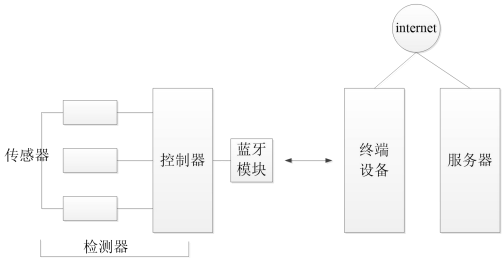 internet
传感器
控制器
蓝牙
模块
终端
设备
服务器
检测器